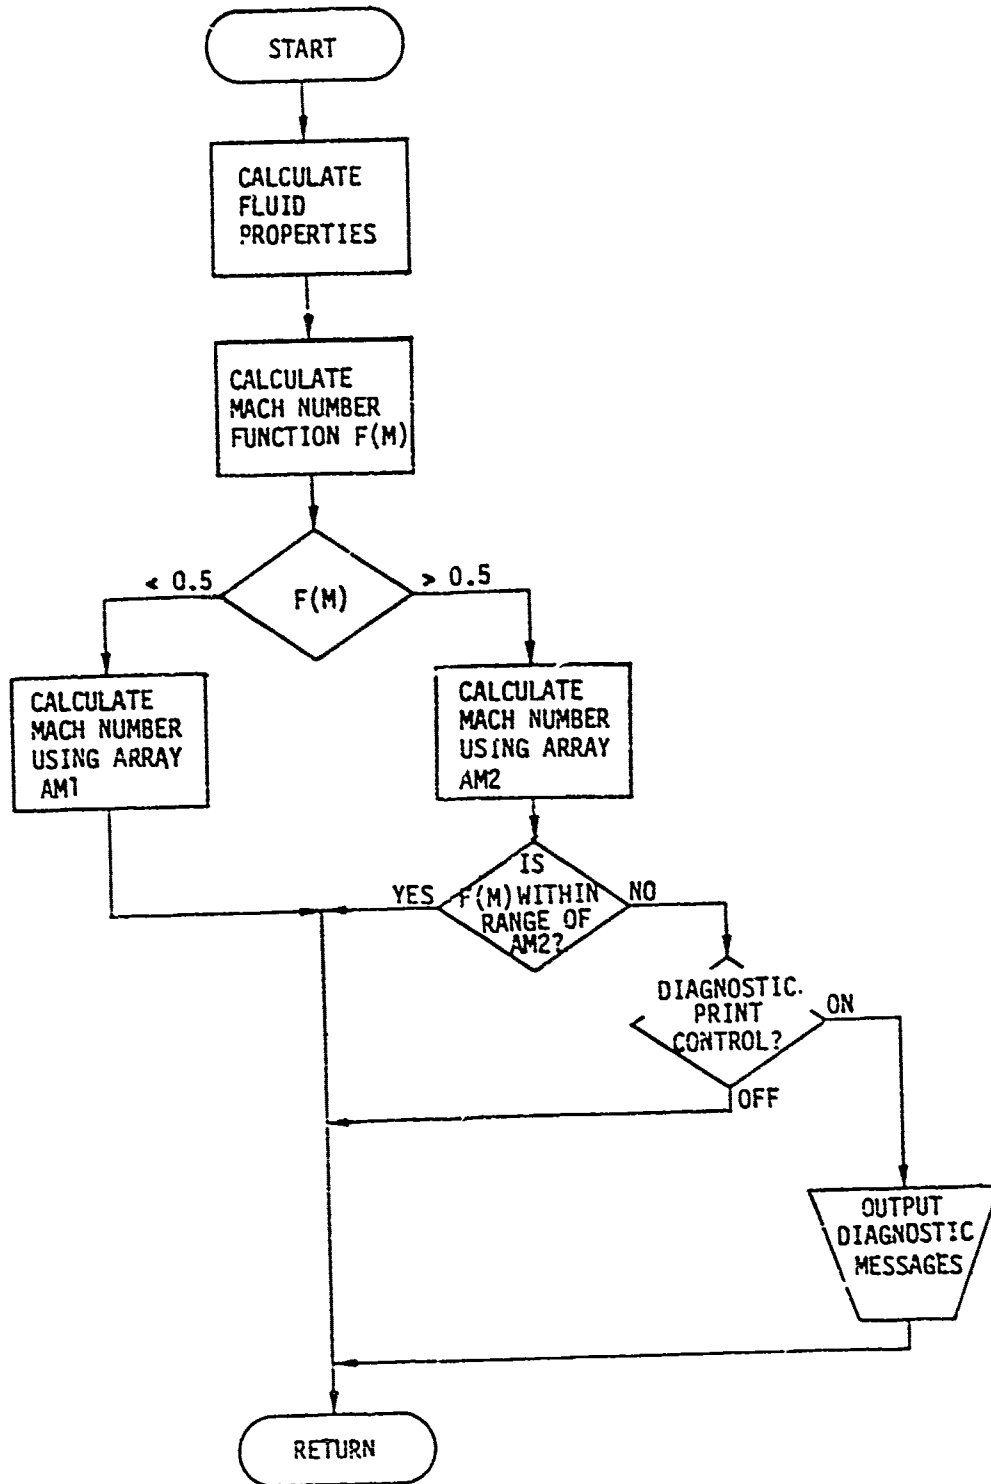 START
CALCULATE
FLUID
PROPERTIES
CALCULATE
MACH NUMBER
FUNCTION F(M)
< 0.5
F(M)
> 0.5
CALCULATE
MACH NUMBER
USING ARRAY
AM1
CALCULATE
MACH NUMBER
USING ARRAY
AM2
YES
IS
F(M) WITHIN
RANGE OF
AM2?
NO
DIAGNOSTIC.
PRINT
CONTROL?
ON
OFF
OUTPUT
DIAGNOSTIC
MESSAGES
RETURN